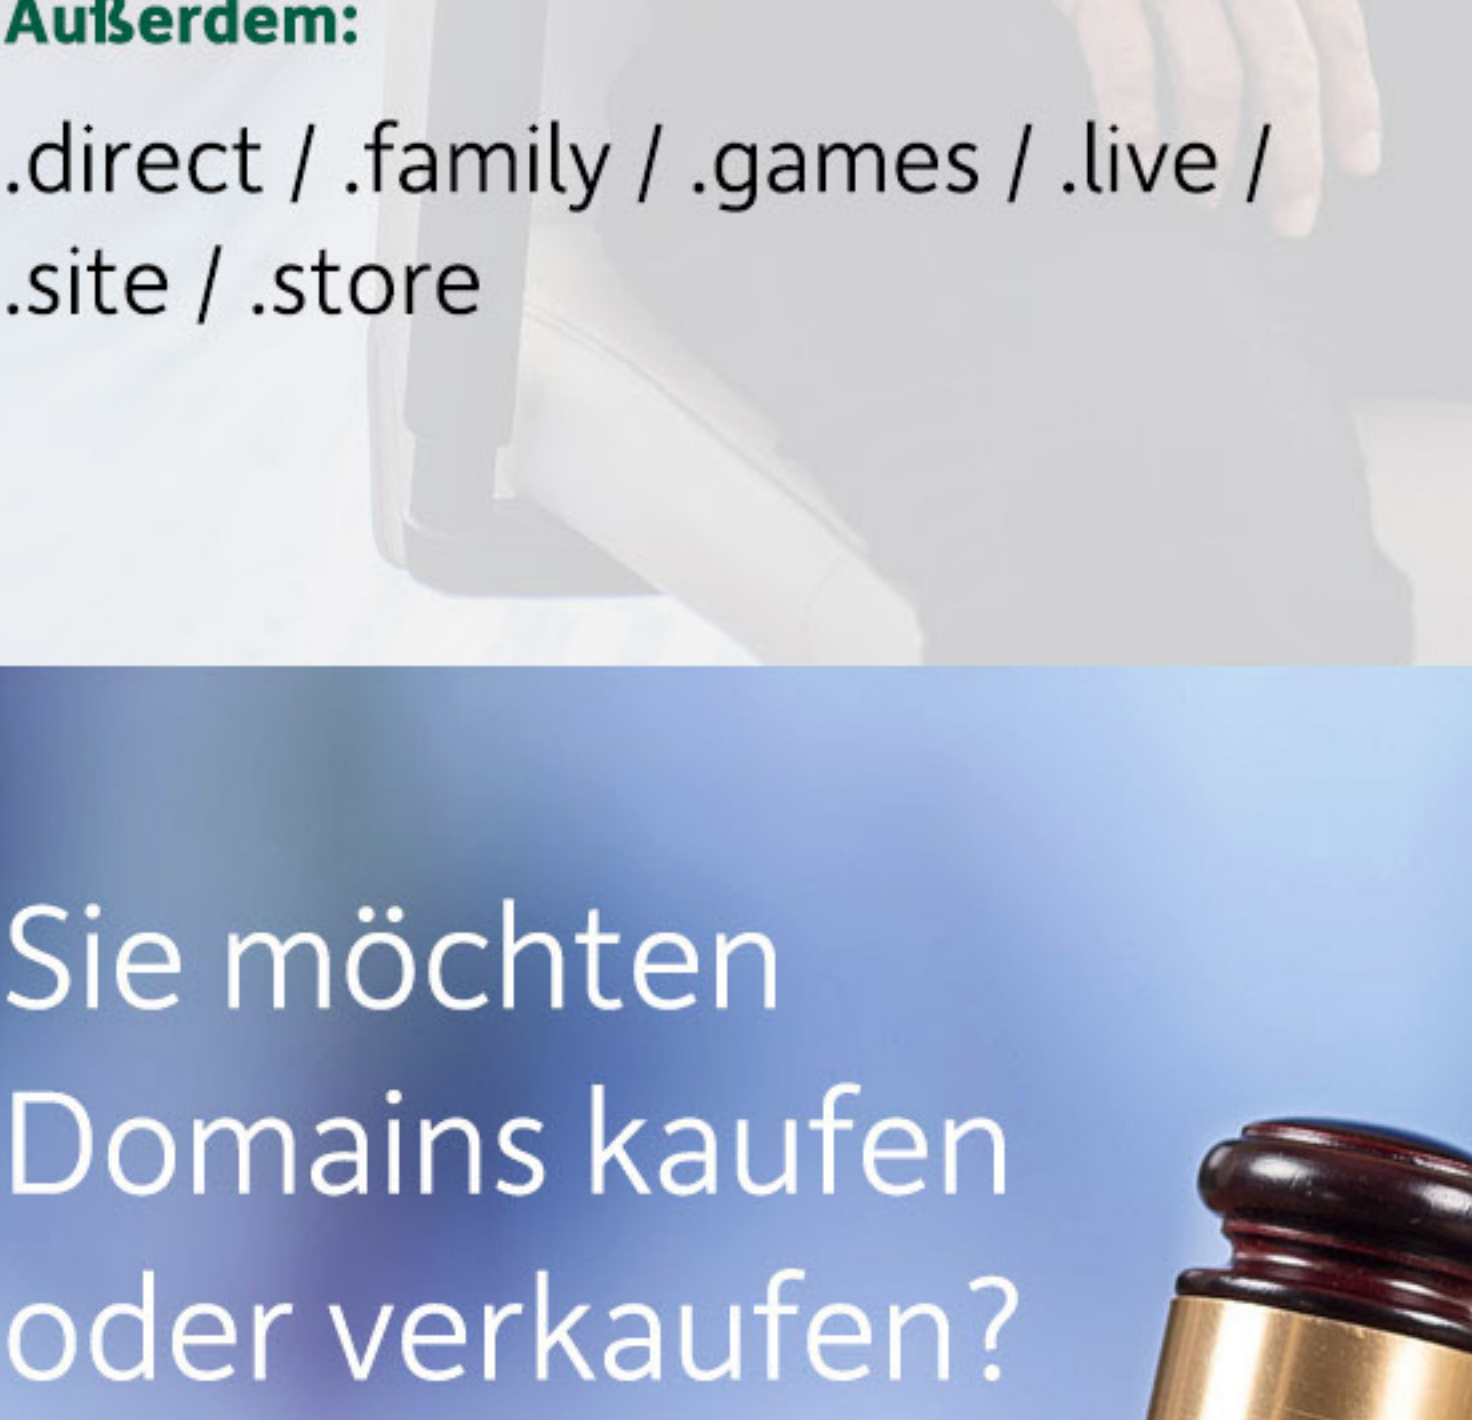 Außerdem:
.direct / .family / .games / .live /
.site / .store
Sie möchten
Domains kaufen
oder verkaufen?